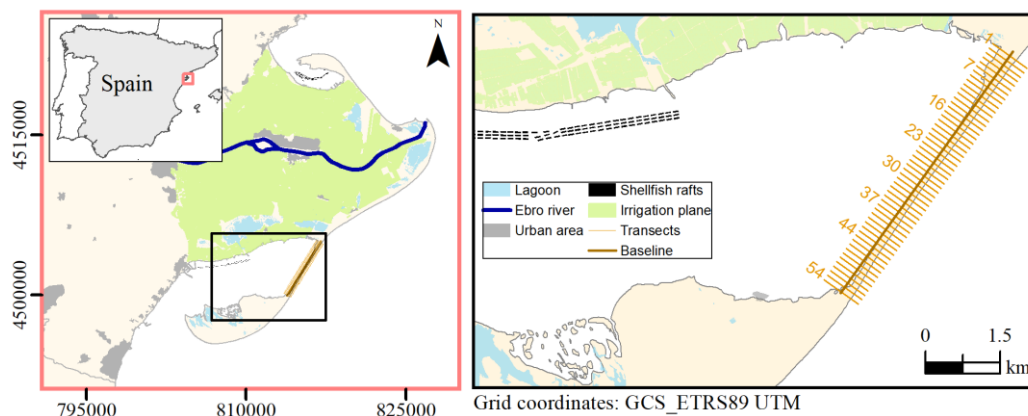 Spain
N
4515000
4500000
795000
810000
825000
1
7
16
23
30
37
44
54
Lagoon
Ebro river
Urban area
Shellfish rafts
Irrigation plane
Transects
Baseline
0 1.5
km
Grid coordinates: GCS_ETRS89 UTM